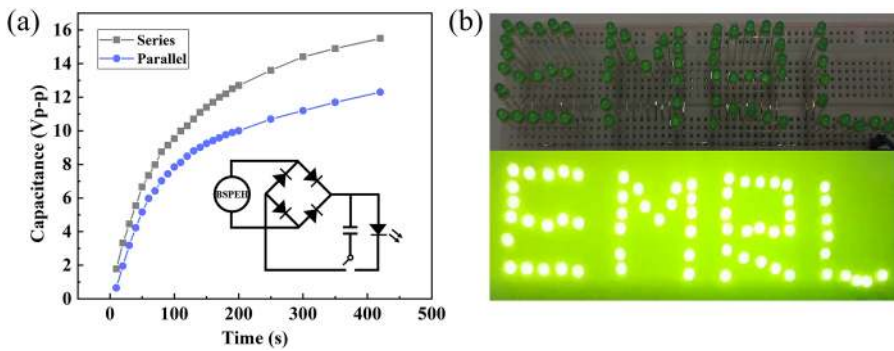 (a)
Series
Parallel
Capacitance (Vp-p)
16
14
12
10
8
6
4
2
0
BSPEH
0
100
200
300
400
500
Time (s)
(b)
EMRL